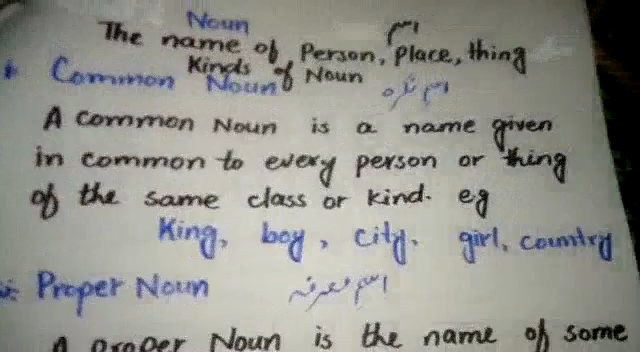 Noun اسم
The name of Person, Place, thing
Kinds of Noun
Common Noun اسم نکرہ
A common Noun is a name given
in common to every person or thing
of the same class or kind. eg
King, boy, city. girl, country
Proper Noun اسم معرفہ
A proper Noun is the name of some